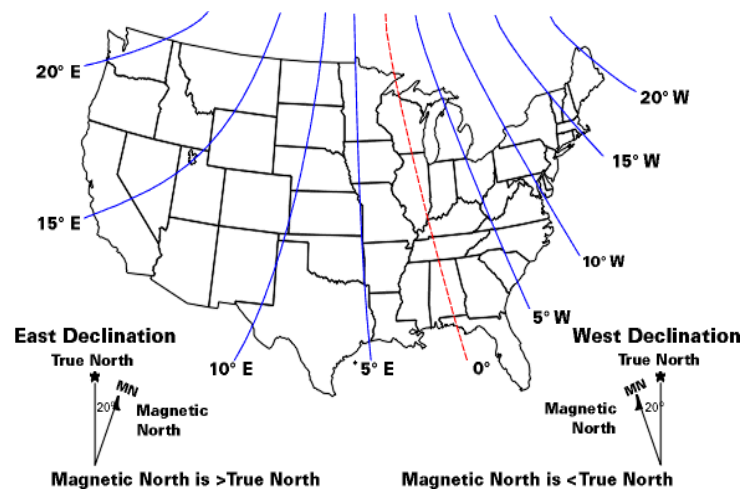 20° E
20° W
15° W
15° E
10° W
5° W
East Declination
True North
10° E
5° E
0°
West Declination
True North
MN
20°
Magnetic
North
MN
20°
Magnetic
North
Magnetic North is >True North
Magnetic North is <True North